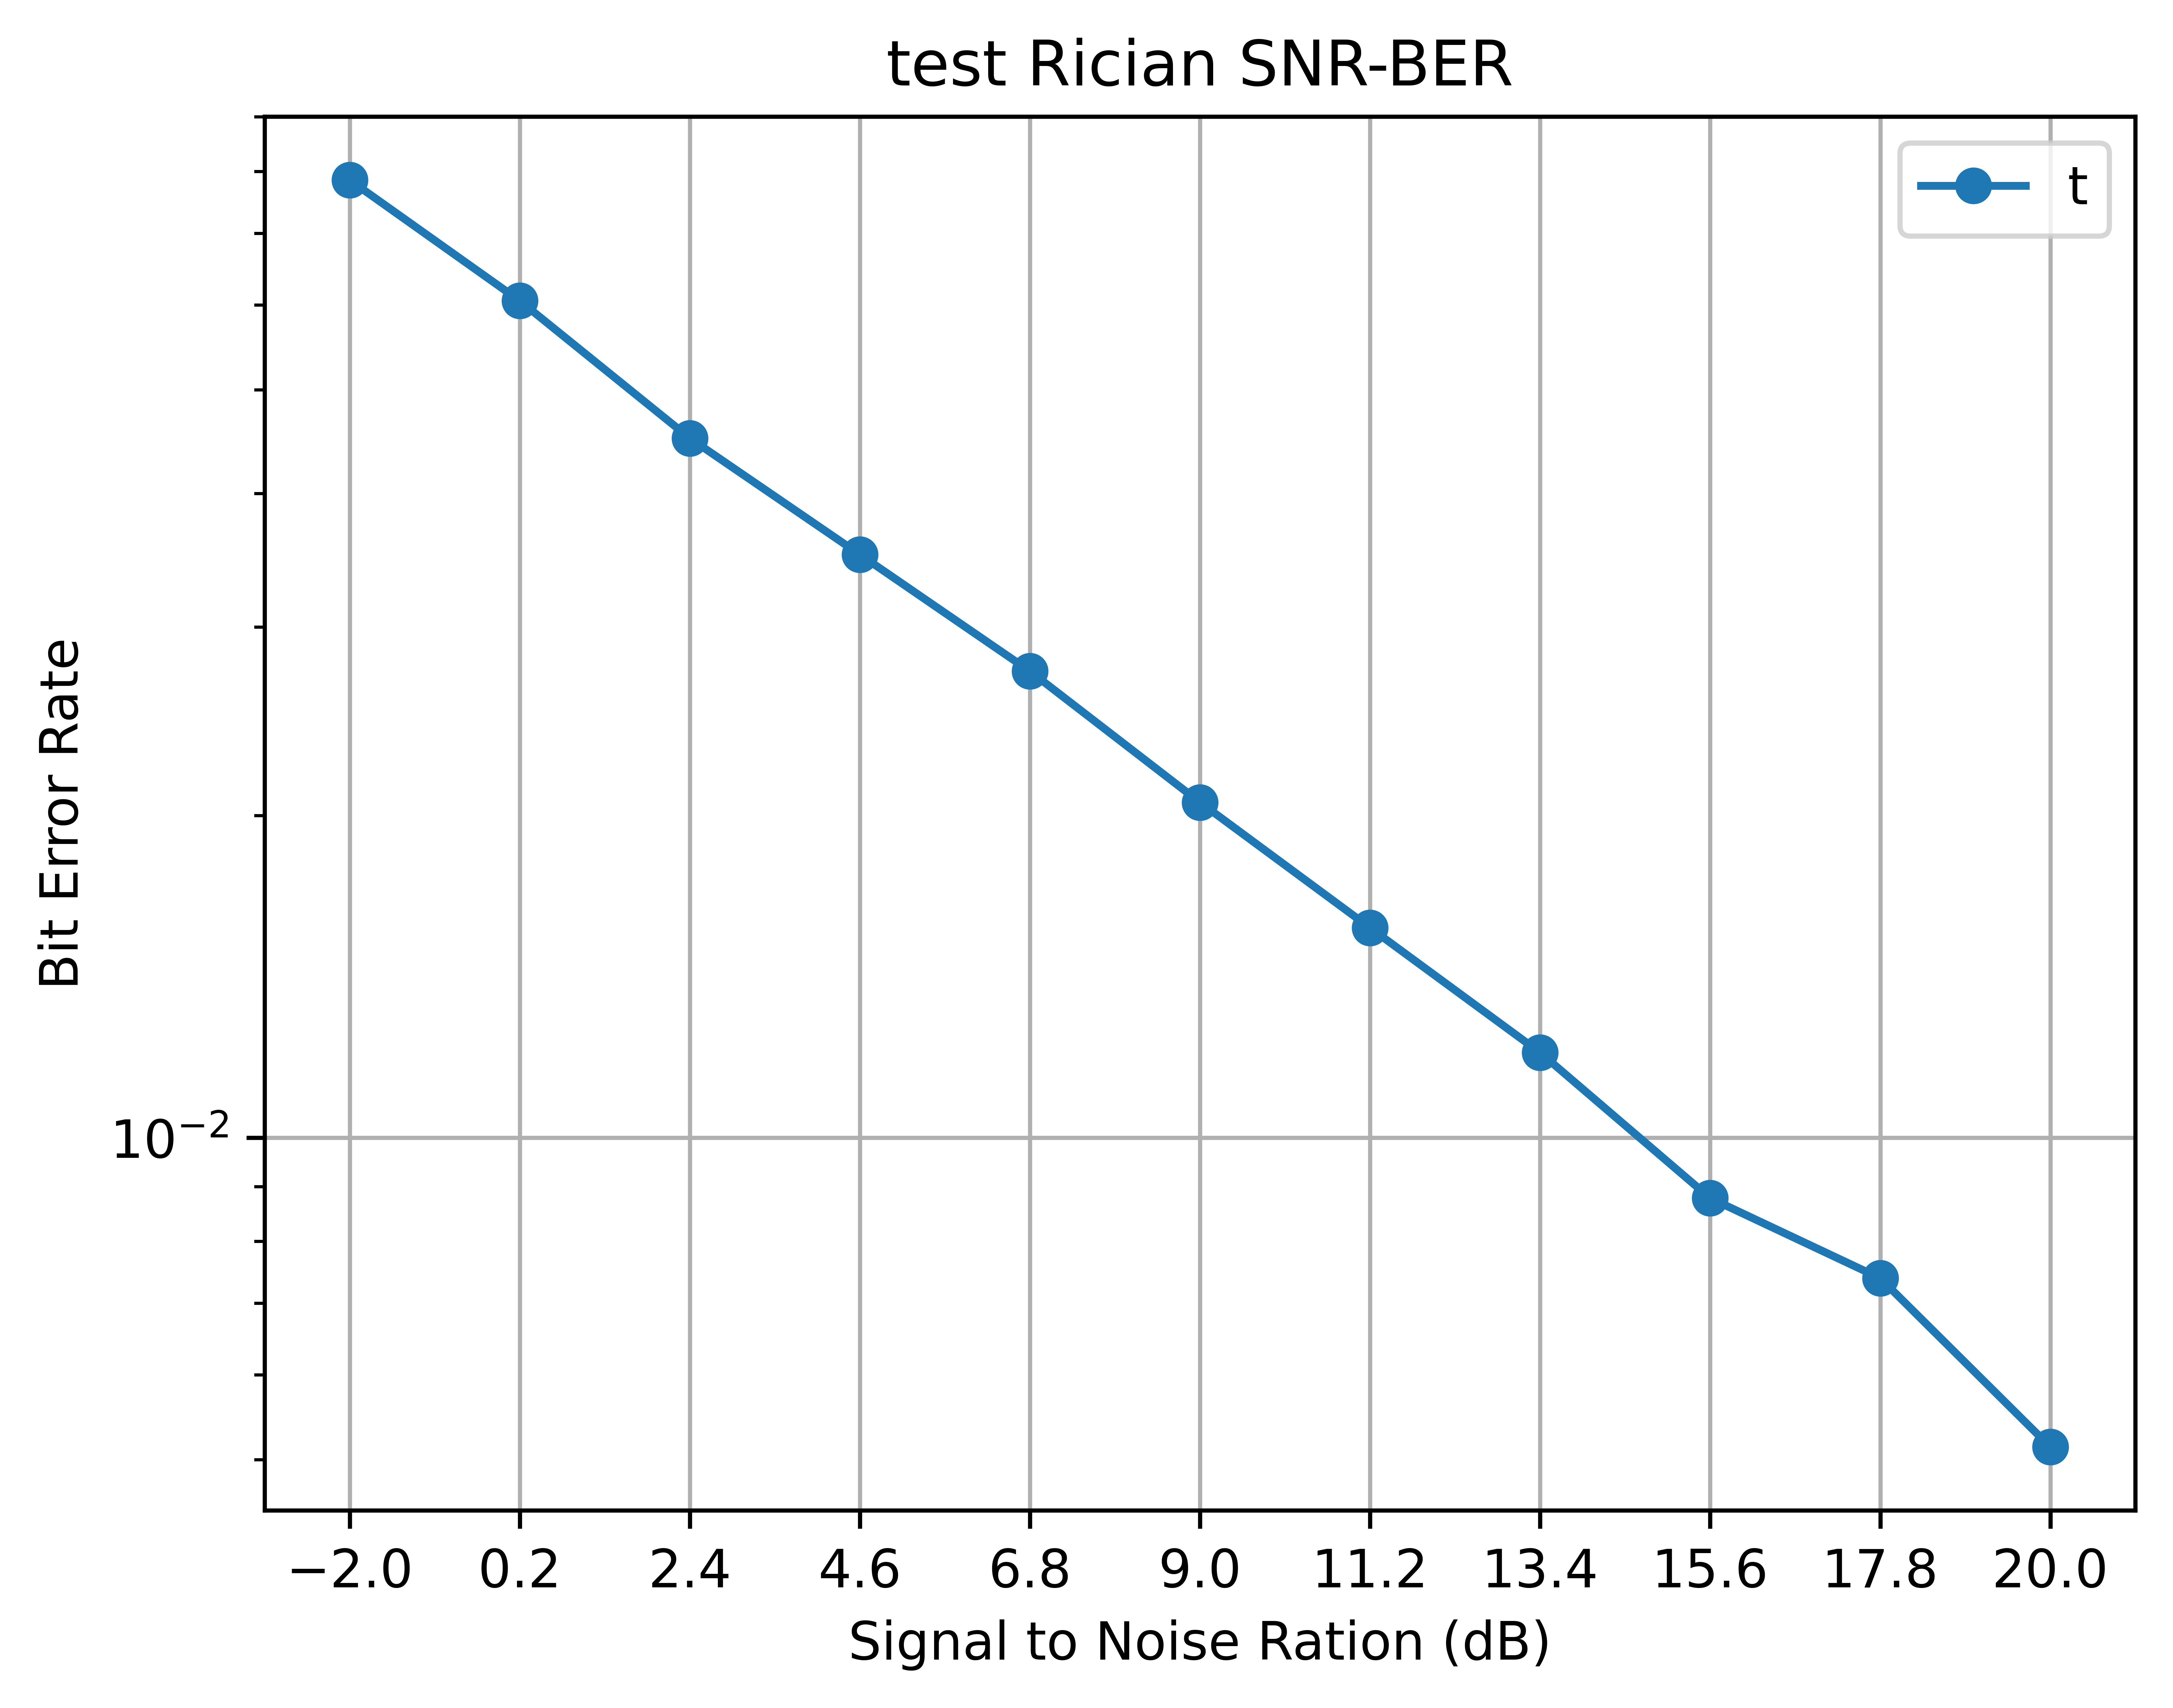 test Rician SNR-BER
t
Bit Error Rate
10⁻²
−2.0 0.2 2.4 4.6 6.8 9.0 11.2 13.4 15.6 17.8 20.0
Signal to Noise Ration (dB)